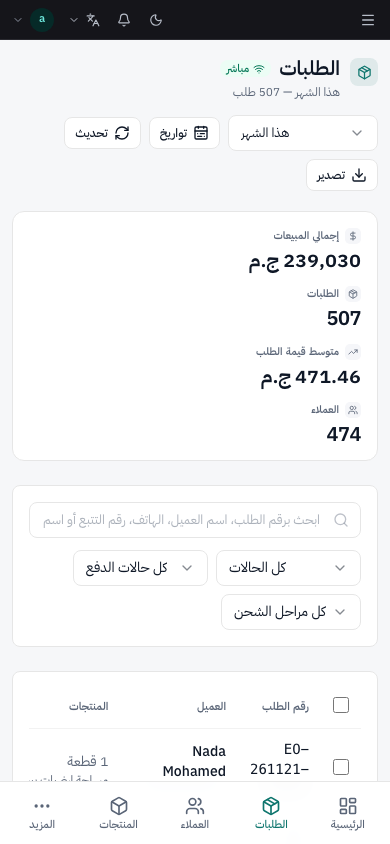 a
الطلبات مباشر
هذا الشهر — 507 طلب
هذا الشهر
تواريخ
تحديث
تصدير
إجمالي المبيعات
239,030 ج.م
الطلبات
507
متوسط قيمة الطلب
471.46 ج.م
العملاء
474
ابحث برقم الطلب، اسم العميل، الهاتف، رقم التتبع أو اسم
كل الحالات
كل حالات الدفع
كل مراحل الشحن
رقم الطلب العميل المنتجات
E0–
261121–
Nada
Mohamed
1 قطعة
الرئيسية
الطلبات
العملاء
المنتجات
المزيد